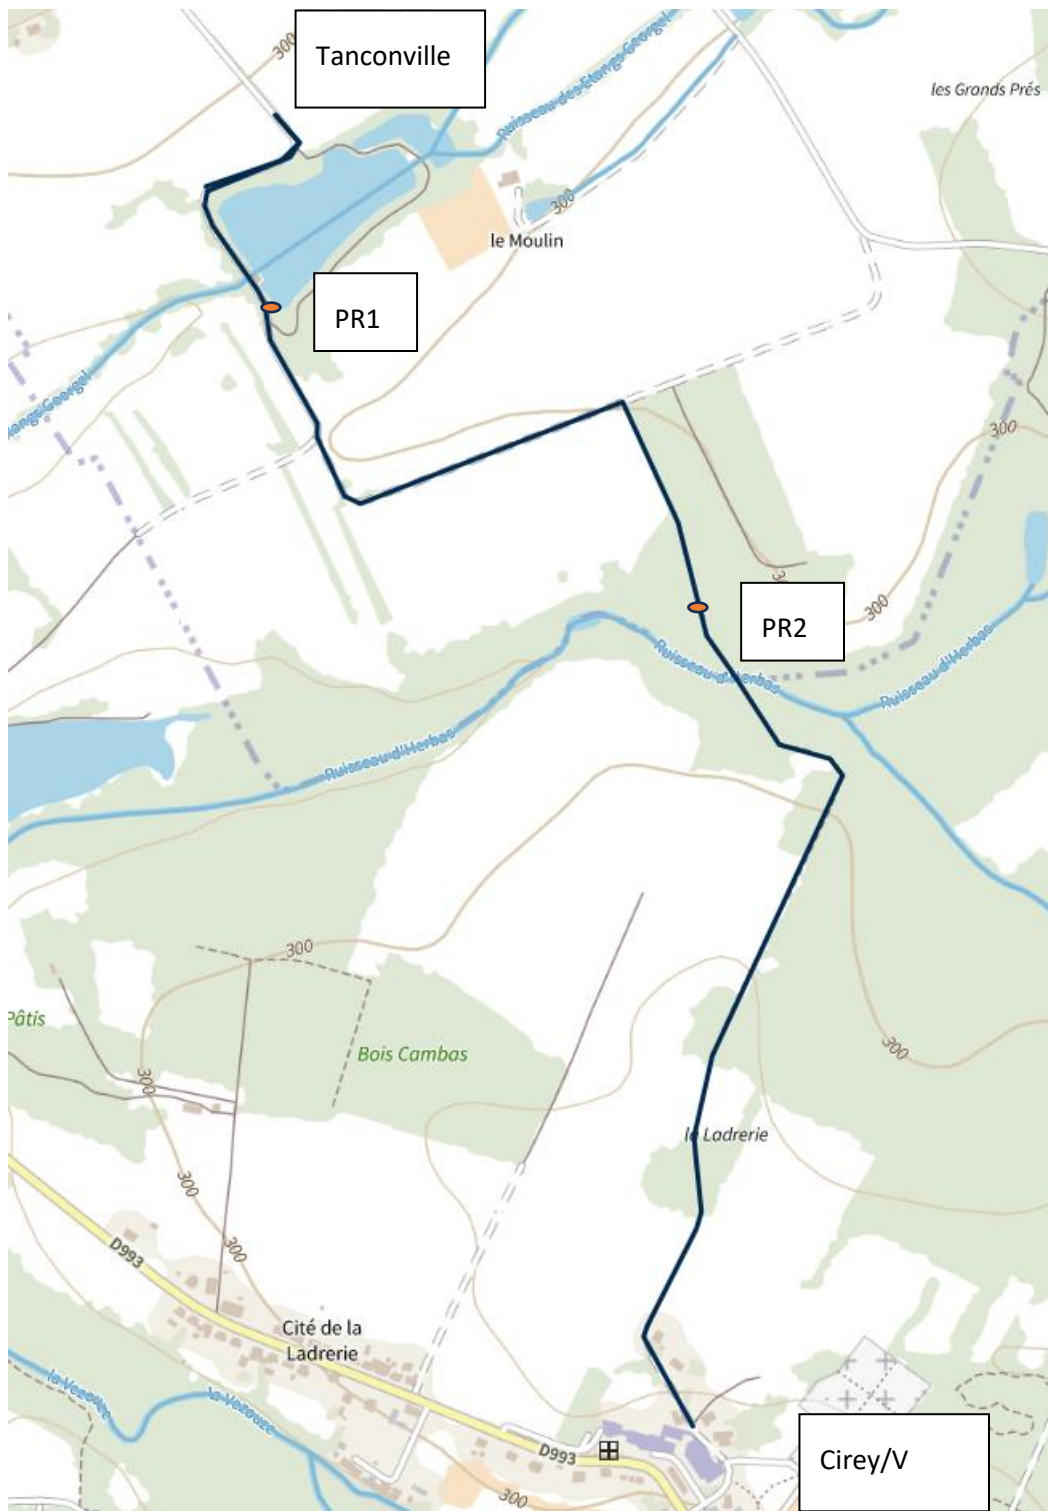 300
Tanconville
Ruisseau des Etangs Georgel
les Grands Prés
300
le Moulin
PR1
tangs Georgel
300
300
300
PR2
Ruisseau d'Herbas
Ruisseau d'Herbas
Ruisseau d'Herbas
300
Pâtis
Bois Cambas
300
300
la Ladrerie
300
D993
300
Cité de la
Ladrerie
la Vezouze
la Vezouze
D993
Cirey/V
300